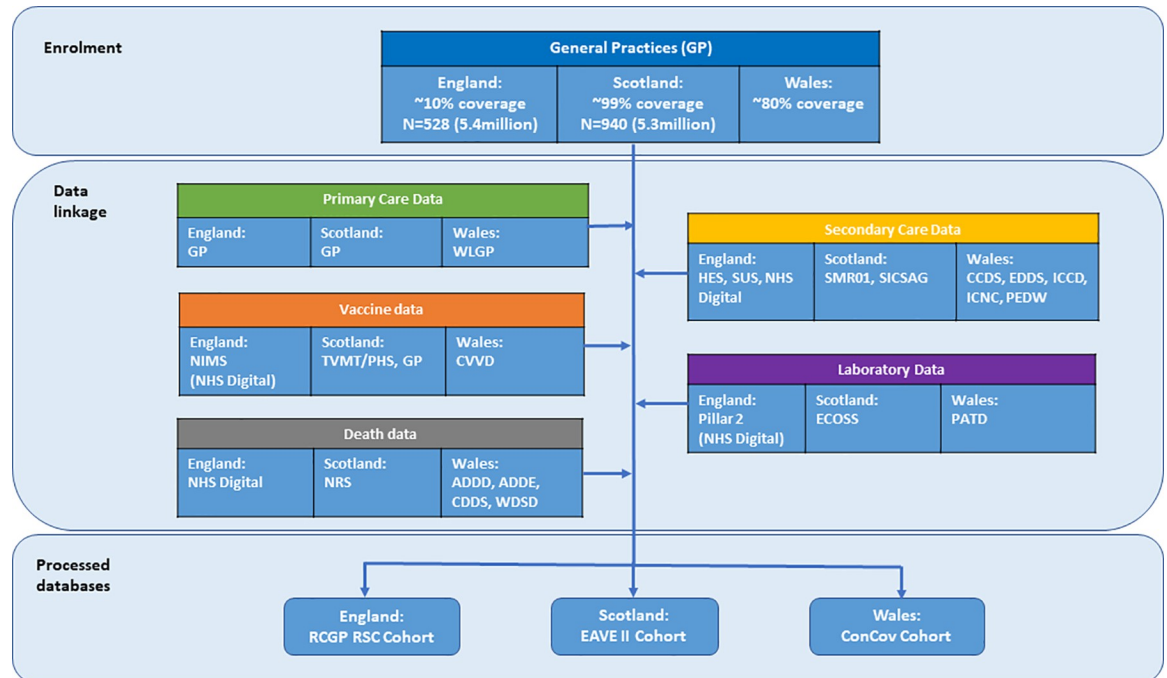 Enrolment
General Practices (GP)
England:
~10% coverage
N=528 (5.4million)
Scotland:
~99% coverage
N=940 (5.3million)
Wales:
~80% coverage
Data
linkage
Primary Care Data
England:
GP
Scotland:
GP
Wales:
WLGP
Secondary Care Data
England:
HES, SUS, NHS
Digital
Scotland:
SMR01, SICSAG
Wales:
CCDS, EDDS, ICCD,
ICNC, PEDW
Vaccine data
England:
NIMS
(NHS Digital)
Scotland:
TVMT/PHS, GP
Wales:
CVVD
Laboratory Data
England:
Pillar 2
(NHS Digital)
Scotland:
ECOSS
Wales:
PATD
Death data
England:
NHS Digital
Scotland:
NRS
Wales:
ADDD, ADDE,
CDDS, WDSD
Processed
databases
England:
RCGP RSC Cohort
Scotland:
EAVE II Cohort
Wales:
ConCov Cohort